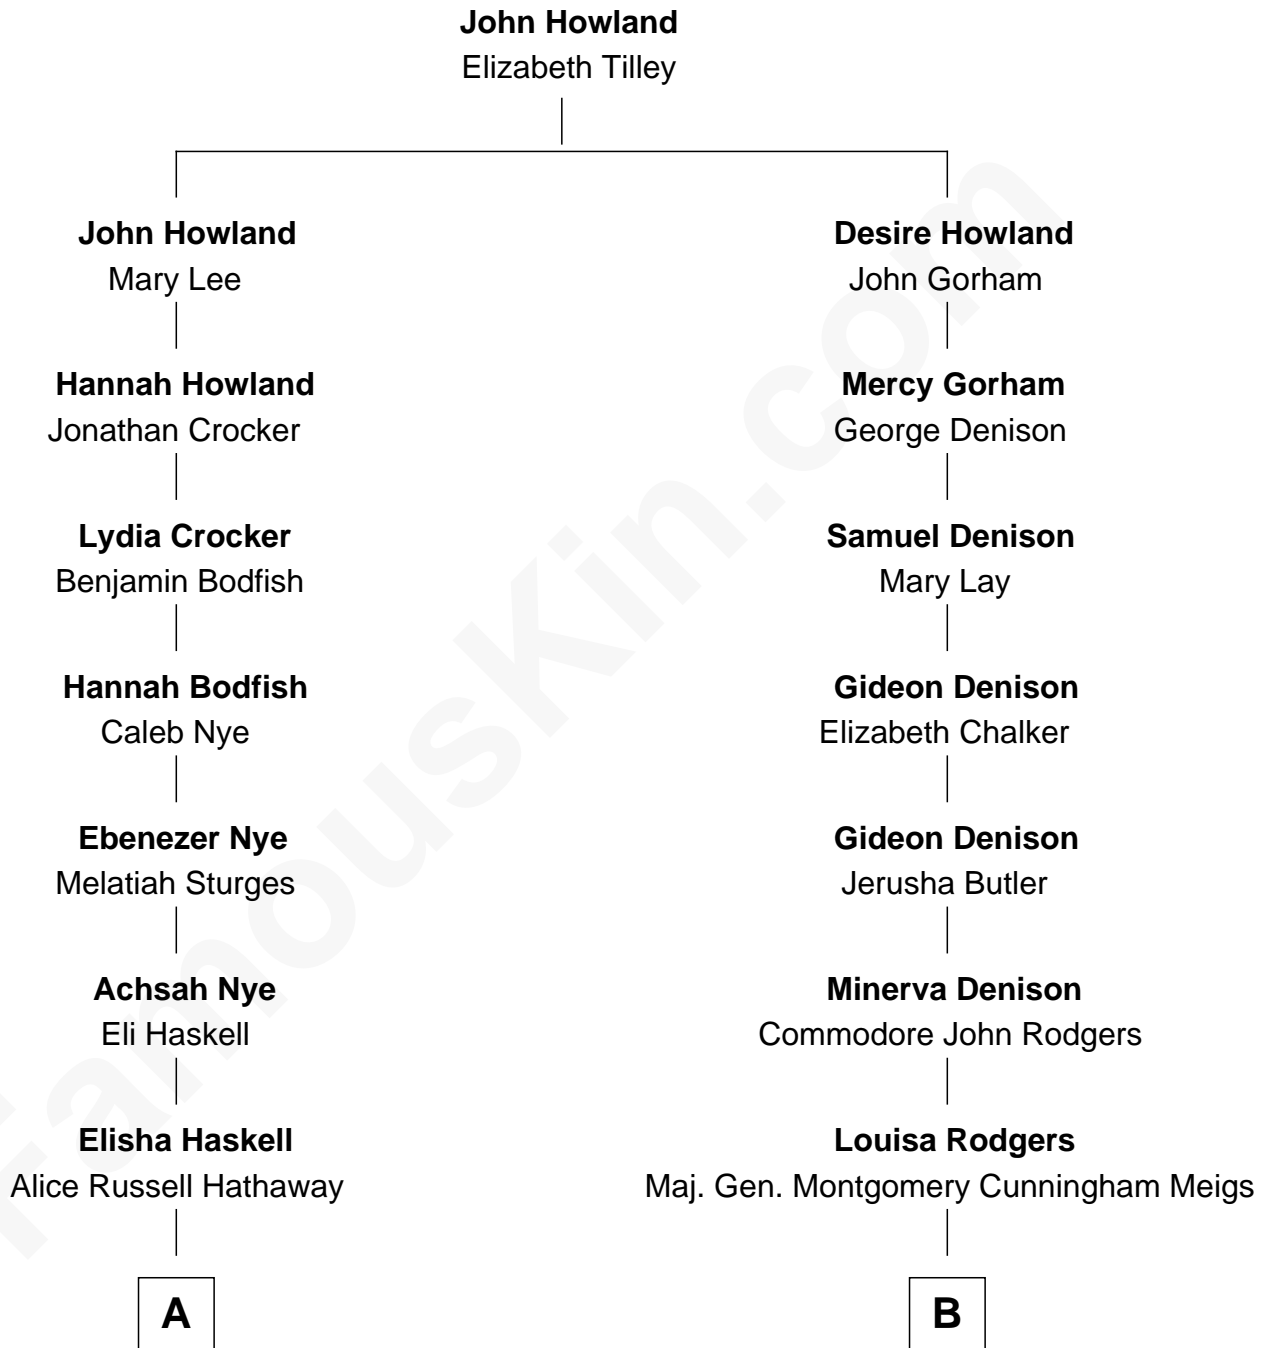 John Howland
Elizabeth Tilley
John Howland
Mary Lee
Desire Howland
John Gorham
Hannah Howland
Jonathan Crocker
Mercy Gorham
George Denison
Lydia Crocker
Benjamin Bodfish
Samuel Denison
Mary Lay
Hannah Bodfish
Caleb Nye
Gideon Denison
Elizabeth Chalker
Ebenezer Nye
Melatiah Sturges
Gideon Denison
Jerusha Butler
Achsah Nye
Eli Haskell
Minerva Denison
Commodore John Rodgers
Elisha Haskell
Alice Russell Hathaway
Louisa Rodgers
Maj. Gen. Montgomery Cunningham Meigs
A
B
FamousKin.com